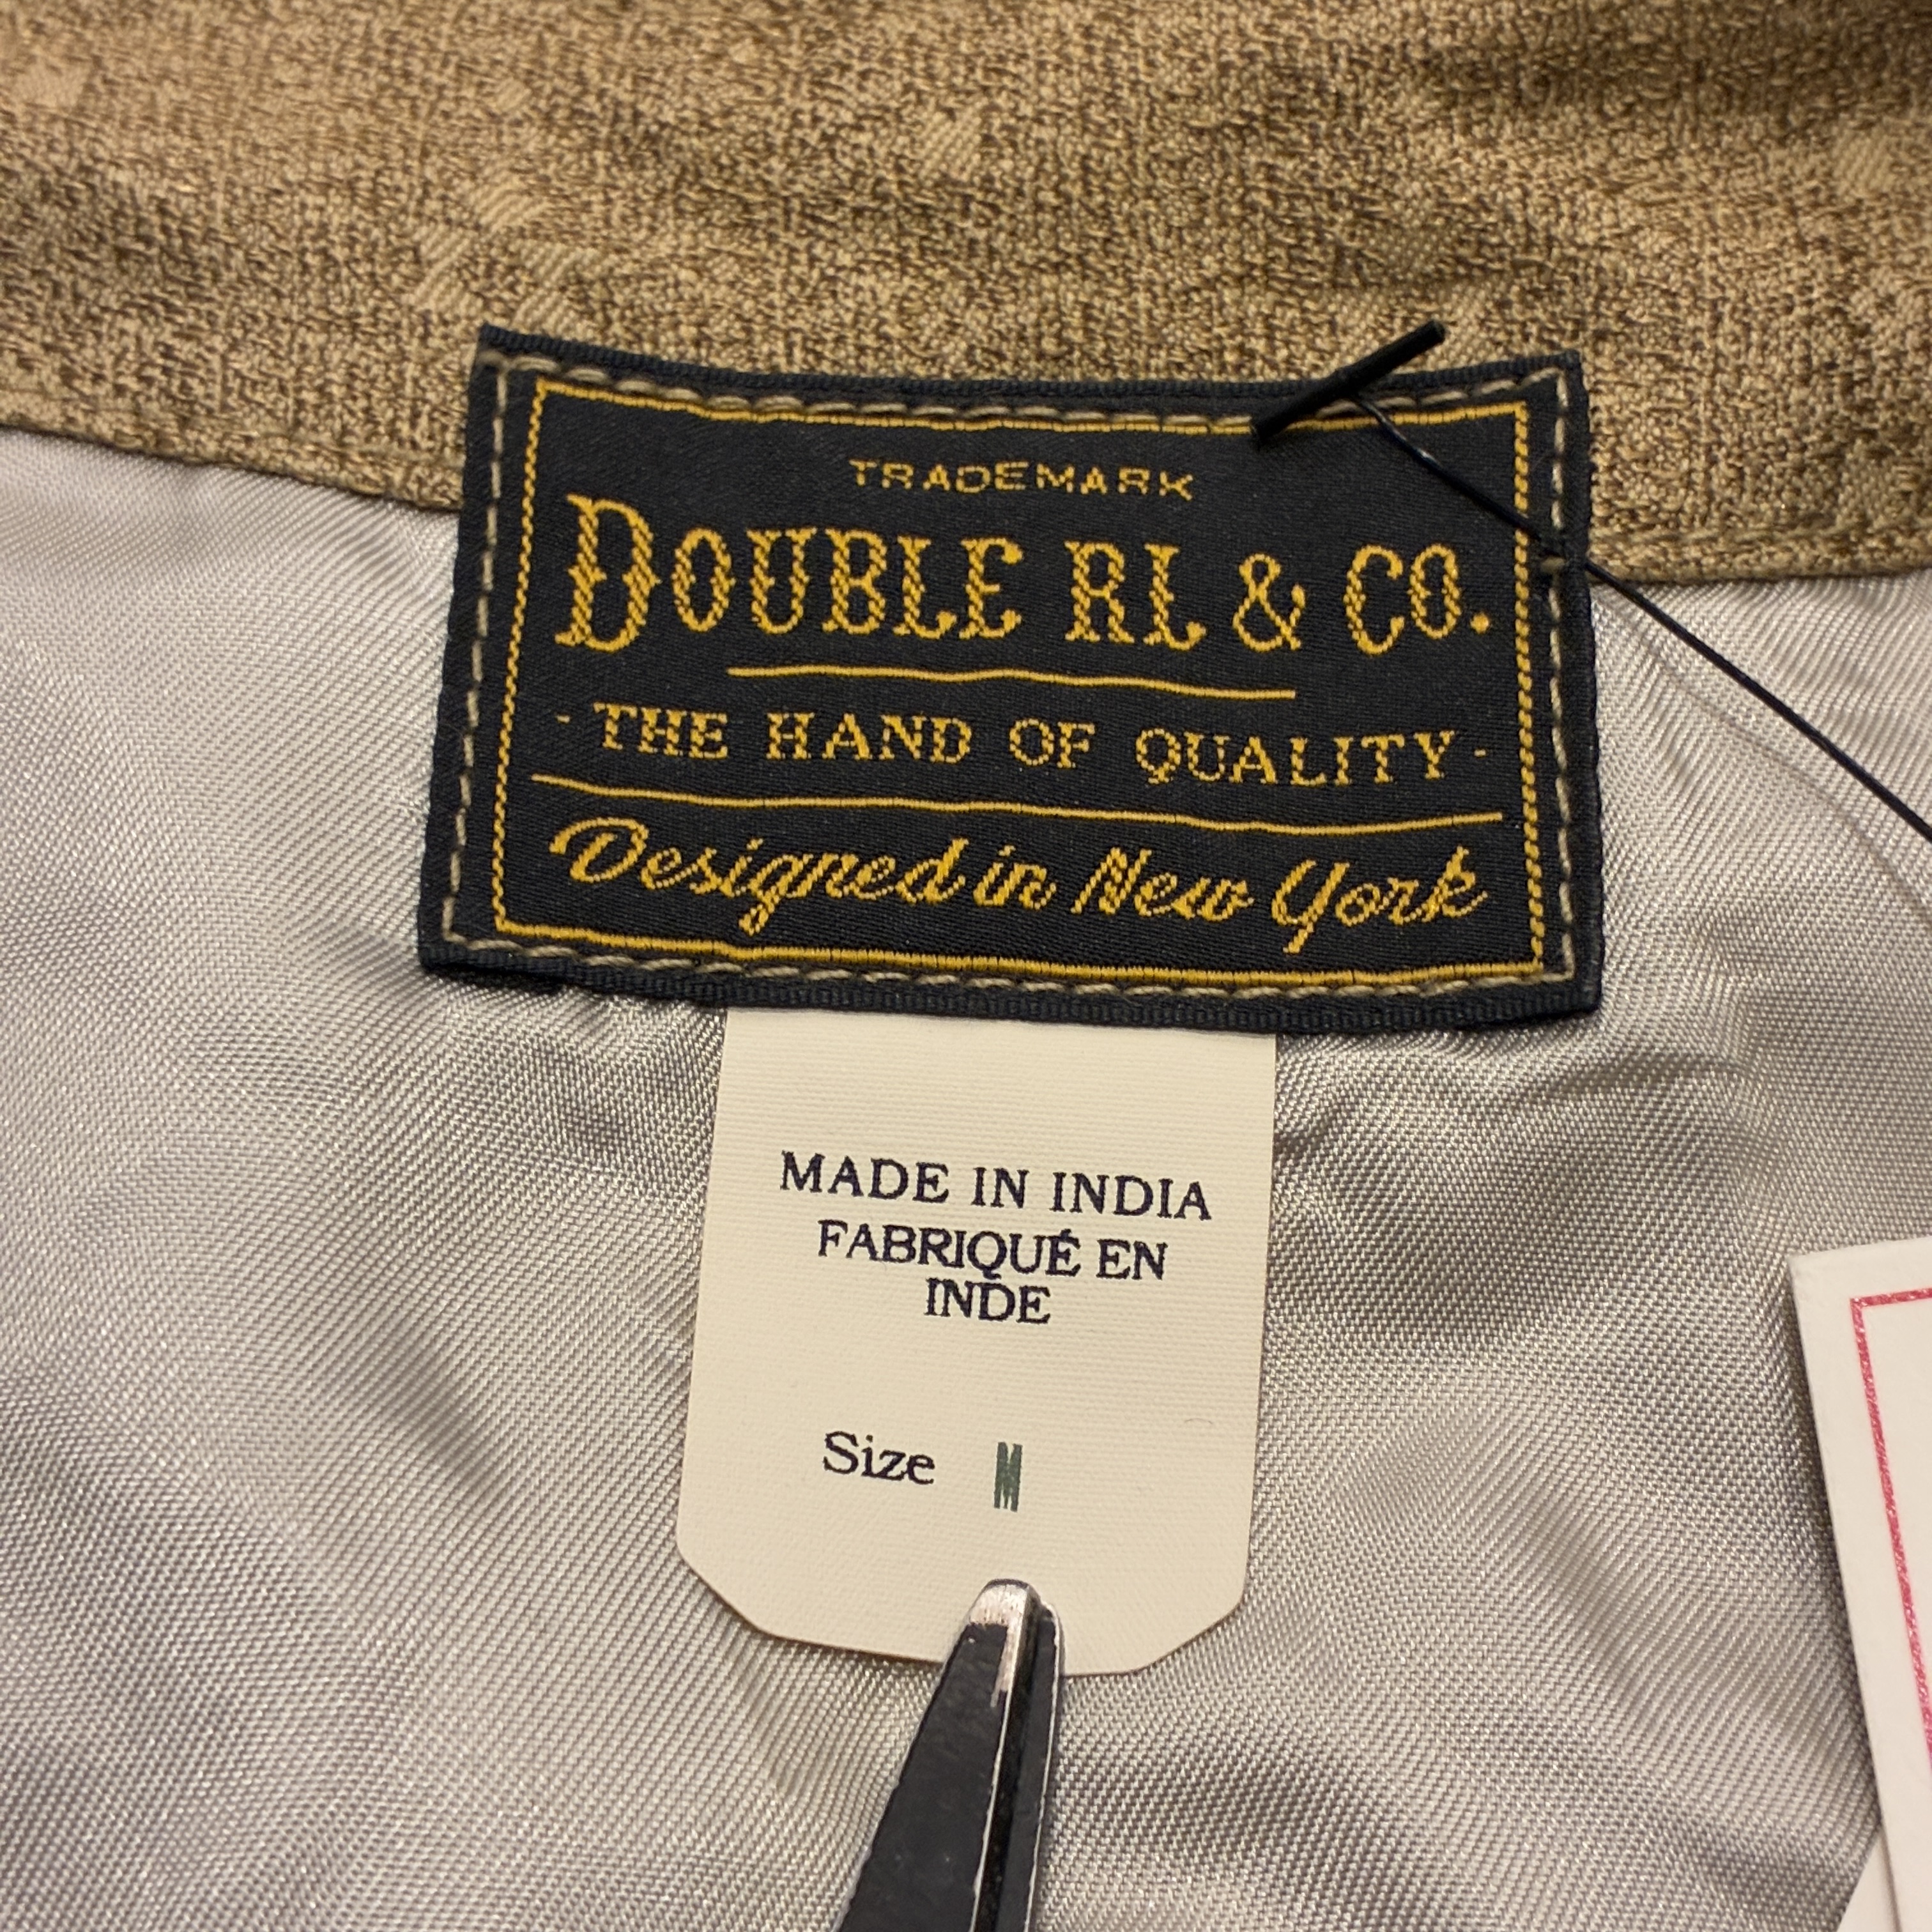 TRADEMARK
DOUBLE RL & CO.
- THE HAND OF QUALITY -
Designed in New York
MADE IN INDIA
FABRIQUÉ EN
INDE
Size M